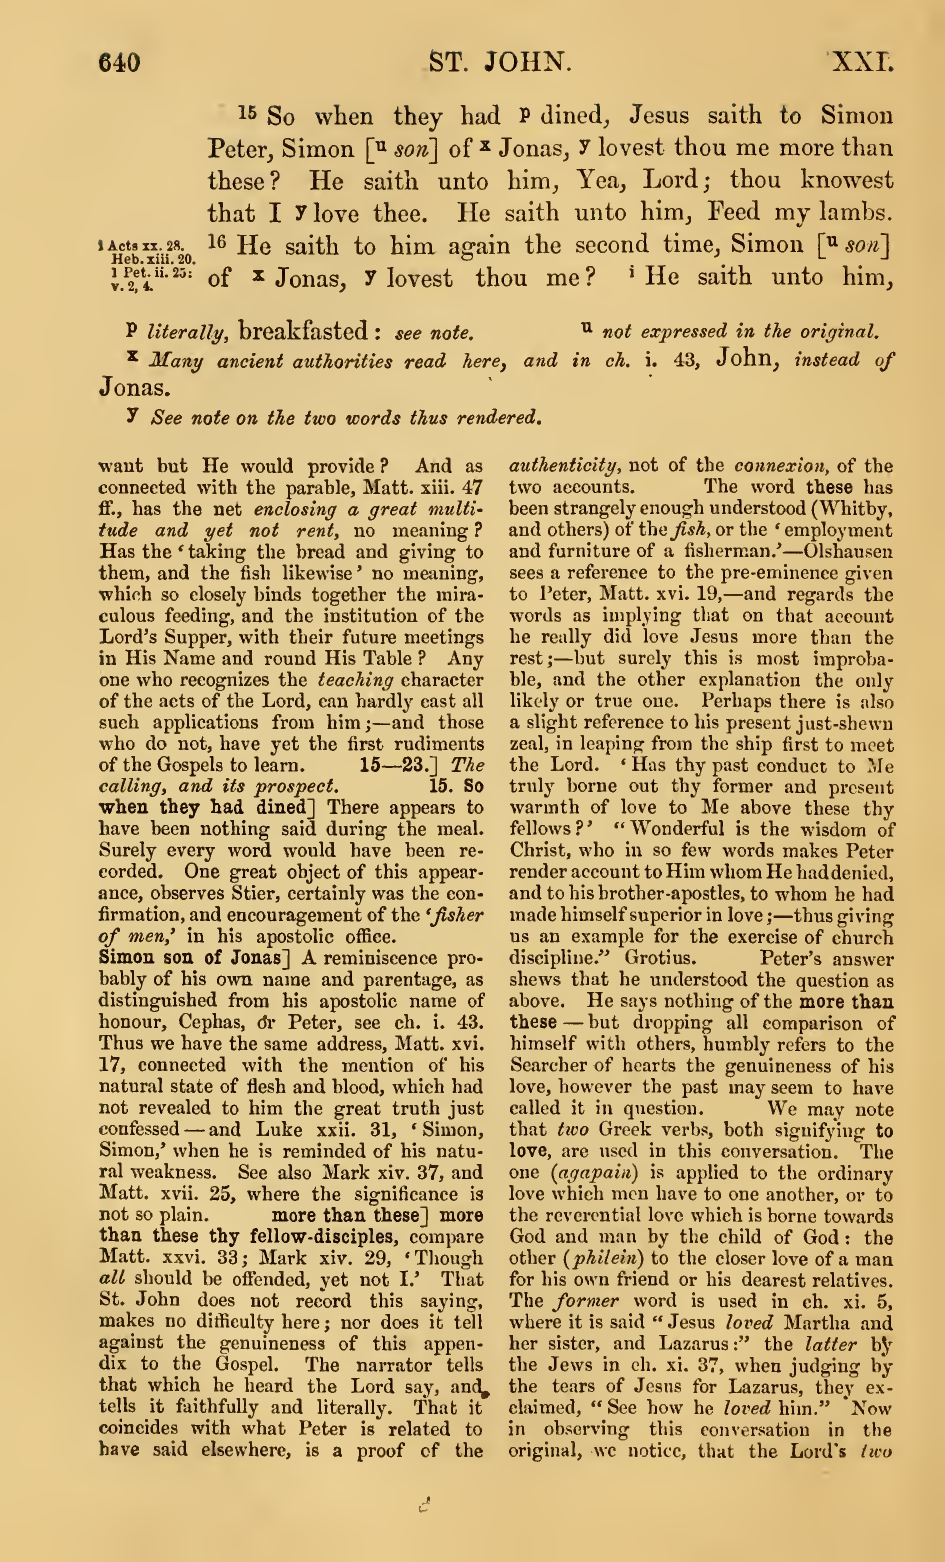 640 ST. JOHN. XXI.
15 So when they had p dined, Jesus saith to Simon
Peter, Simon [u son] of x Jonas, y lovest thou me more than
these? He saith unto him, Yea, Lord; thou knowest
that I y love thee. He saith unto him, Feed my lambs.
16 He saith to him again the second time, Simon [u son]
of x Jonas, y lovest thou me? i He saith unto him,
i Acts xx. 28.
Heb. xiii. 20.
1 Pet. ii. 25:
v. 2, 4.
p literally, breakfasted: see note. u not expressed in the original.
x Many ancient authorities read here, and in ch. i. 43, John, instead of
Jonas.
y See note on the two words thus rendered.
want but He would provide? And as
connected with the parable, Matt. xiii. 47
ff., has the net enclosing a great multi-
tude and yet not rent, no meaning?
Has the ‘taking the bread and giving to
them, and the fish likewise’ no meaning,
which so closely binds together the mira-
culous feeding, and the institution of the
Lord's Supper, with their future meetings
in His Name and round His Table? Any
one who recognizes the teaching character
of the acts of the Lord, can hardly cast all
such applications from him;—and those
who do not, have yet the first rudiments
of the Gospels to learn. 15—23.] The
calling, and its prospect. 15. So
when they had dined] There appears to
have been nothing said during the meal.
Surely every word would have been re-
corded. One great object of this appear-
ance, observes Stier, certainly was the con-
firmation, and encouragement of the ‘fisher
of men,’ in his apostolic office.
Simon son of Jonas] A reminiscence pro-
bably of his own name and parentage, as
distinguished from his apostolic name of
honour, Cephas, or Peter, see ch. i. 43.
Thus we have the same address, Matt. xvi.
17, connected with the mention of his
natural state of flesh and blood, which had
not revealed to him the great truth just
confessed—and Luke xxii. 31, ‘Simon,
Simon,’ when he is reminded of his natu-
ral weakness. See also Mark xiv. 37, and
Matt. xvii. 25, where the significance is
not so plain. more than these] more
than these thy fellow-disciples, compare
Matt. xxvi. 33; Mark xiv. 29, ‘Though
all should be offended, yet not I.’ That
St. John does not record this saying,
makes no difficulty here; nor does it tell
against the genuineness of this appen-
dix to the Gospel. The narrator tells
that which he heard the Lord say, and
tells it faithfully and literally. That it
coincides with what Peter is related to
have said elsewhere, is a proof of the
authenticity, not of the connexion, of the
two accounts. The word these has
been strangely enough understood (Whitby,
and others) of the fish, or the ‘employment
and furniture of a fisherman.’—Olshausen
sees a reference to the pre-eminence given
to Peter, Matt. xvi. 19,—and regards the
words as implying that on that account
he really did love Jesus more than the
rest;—but surely this is most improba-
ble, and the other explanation the only
likely or true one. Perhaps there is also
a slight reference to his present just-shewn
zeal, in leaping from the ship first to meet
the Lord. ‘Has thy past conduct to Me
truly borne out thy former and present
warmth of love to Me above these thy
fellows?’ “Wonderful is the wisdom of
Christ, who in so few words makes Peter
render account to Him whom He had denied,
and to his brother-apostles, to whom he had
made himself superior in love;—thus giving
us an example for the exercise of church
discipline.” Grotius. Peter's answer
shews that he understood the question as
above. He says nothing of the more than
these—but dropping all comparison of
himself with others, humbly refers to the
Searcher of hearts the genuineness of his
love, however the past may seem to have
called it in question. We may note
that two Greek verbs, both signifying to
love, are used in this conversation. The
one (agapain) is applied to the ordinary
love which men have to one another, or to
the reverential love which is borne towards
God and man by the child of God: the
other (philein) to the closer love of a man
for his own friend or his dearest relatives.
The former word is used in ch. xi. 5,
where it is said “Jesus loved Martha and
her sister, and Lazarus:” the latter by
the Jews in ch. xi. 37, when judging by
the tears of Jesus for Lazarus, they ex-
claimed, “See how he loved him.” Now
in observing this conversation in the
original, we notice, that the Lord's two